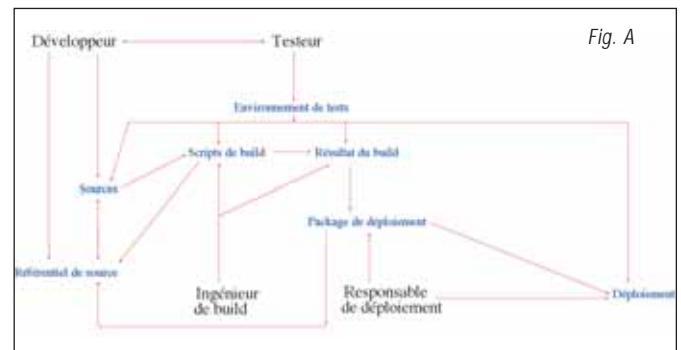 Développeur
Testeur
Fig. A
Environnement de tests
Scripts de build
Résultat du build
Sources
Package de déploiement
Référentiel de source
Ingénieur
de build
Responsable
de déploiement
Déploiement